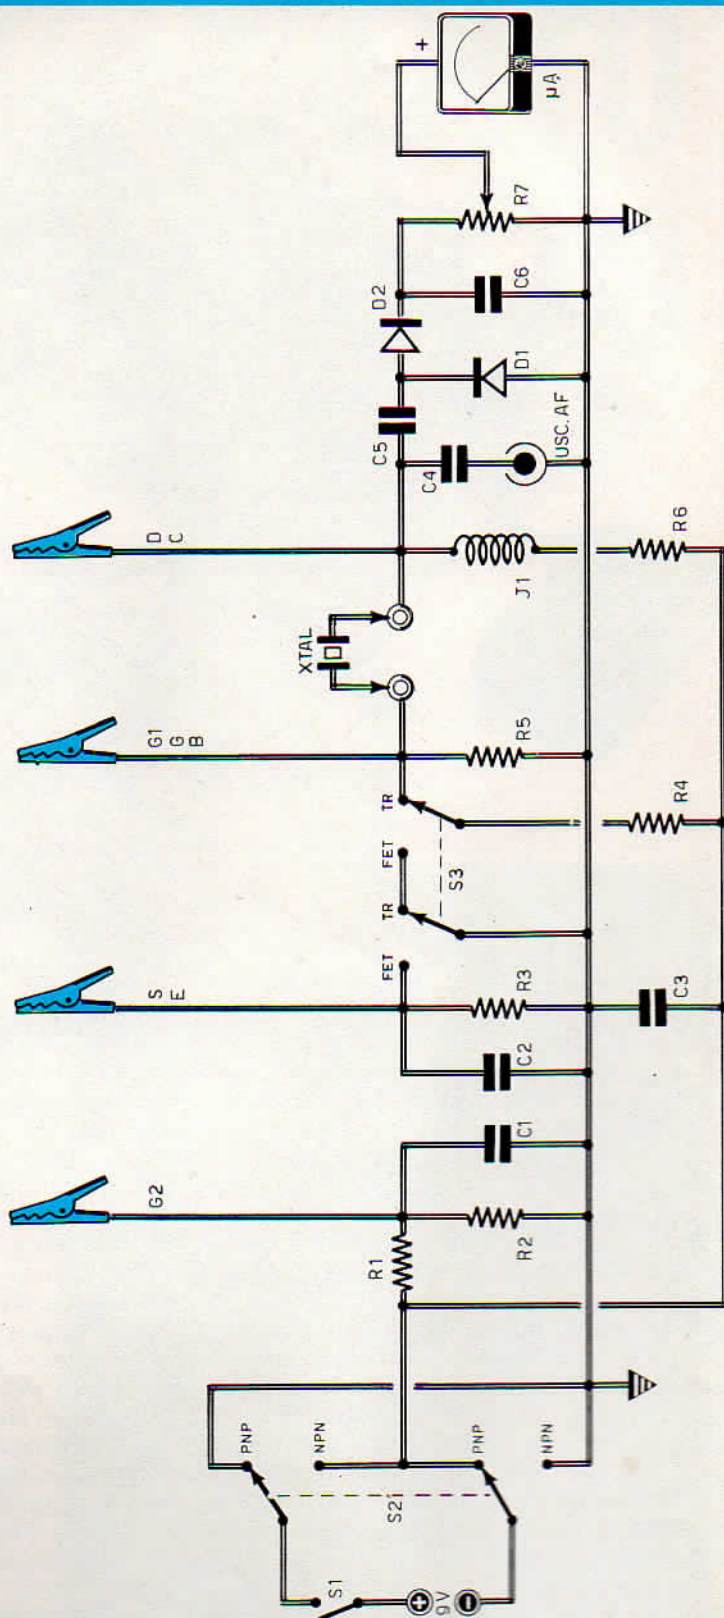 +
µA
R7
D2
C6
D1
C5
C4
USC. AF
D
C
J1
R6
XTAL
G1
G
B
R5
TR
FET
S3
R4
TR
FET
S
E
R3
C3
C2
C1
G2
R2
R1
PNP
NPN
PNP
NPN
S2
S1
+
9V
−